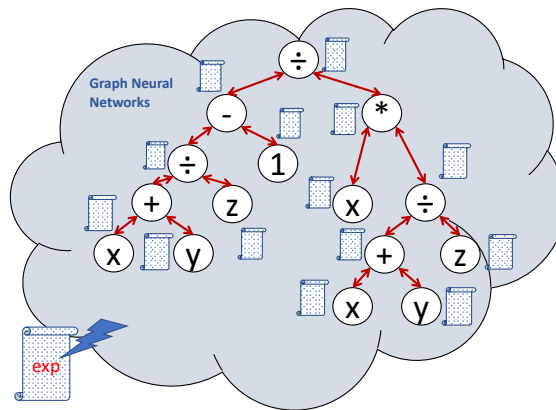 ÷
Graph Neural
Networks
- *
÷ 1
+ z x ÷
x y + z
x y
exp